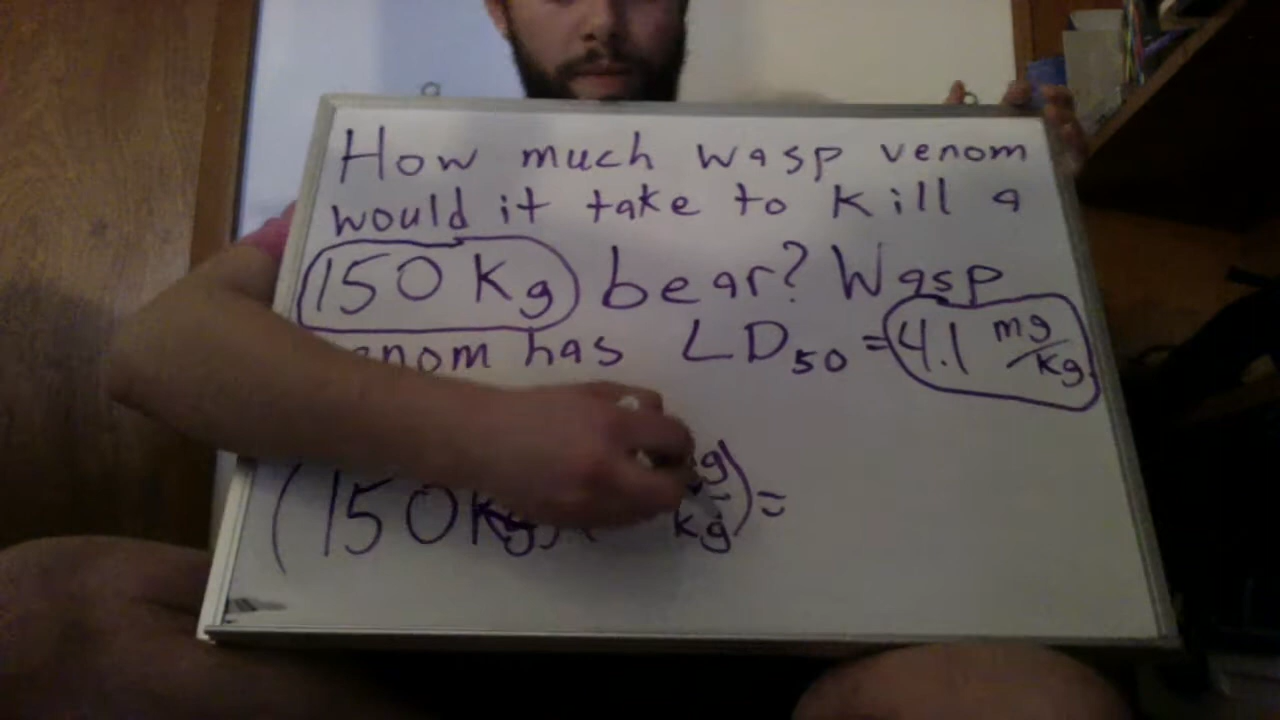 How much wasp venom
would it take to kill a
150 Kg bear? Wasp
enom has LD50 = 4.1 mg/kg
(150 kg) ( g/kg) =